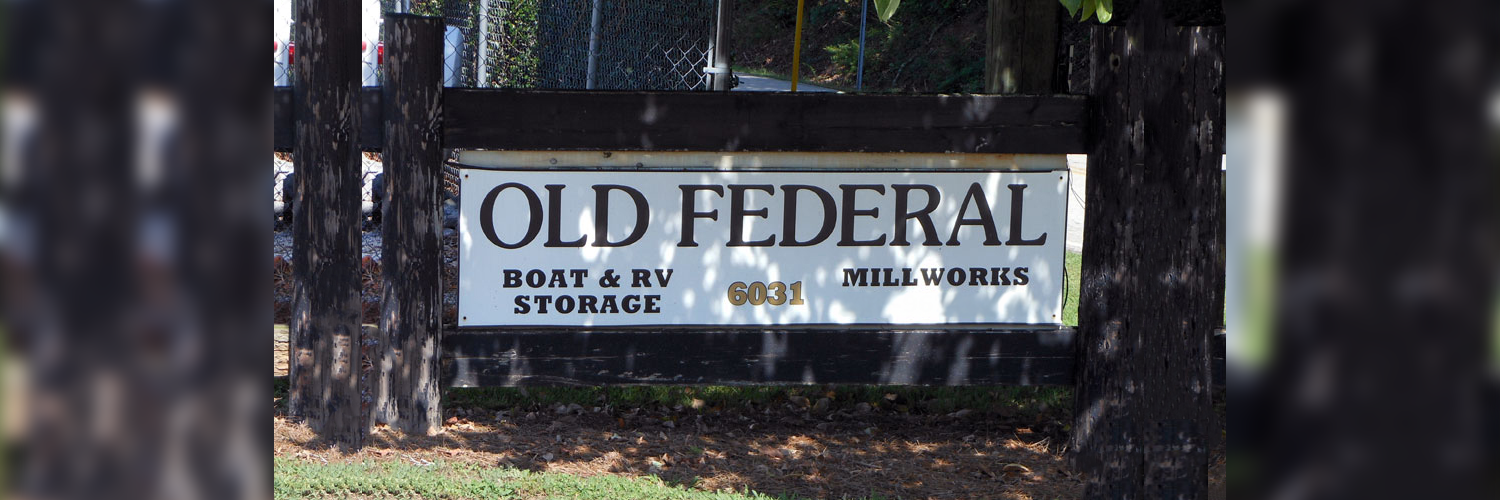 OLD FEDERAL
BOAT & RV
STORAGE
6031
MILLWORKS